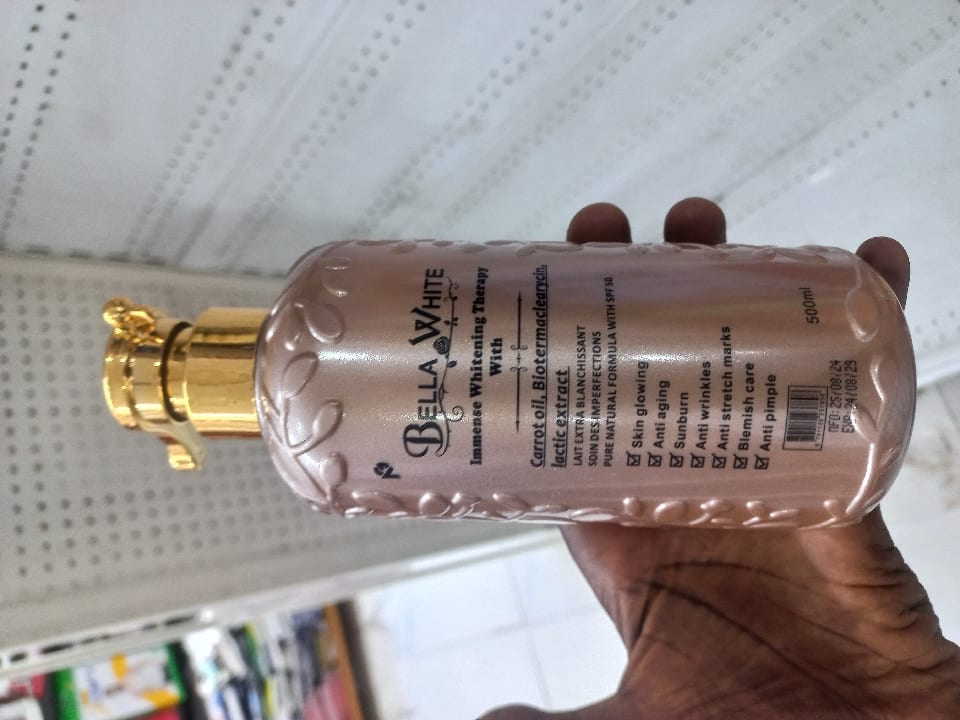 BELLA WHITE
Immense Whitening Therapy
With
Carrot oil, Biotermaclearycin,
lactic extract
LAIT EXTRA BLANCHISSANT
SOIN DES IMPERFECTIONS
PURE NATURAL FORMULA WITH SPF 50.
Skin glowing
Anti aging
Sunburn
Anti wrinkles
Anti stretch marks
Blemish care
Anti pimple
500ml
MFD: 25/08/24
EXP: 24/08/29